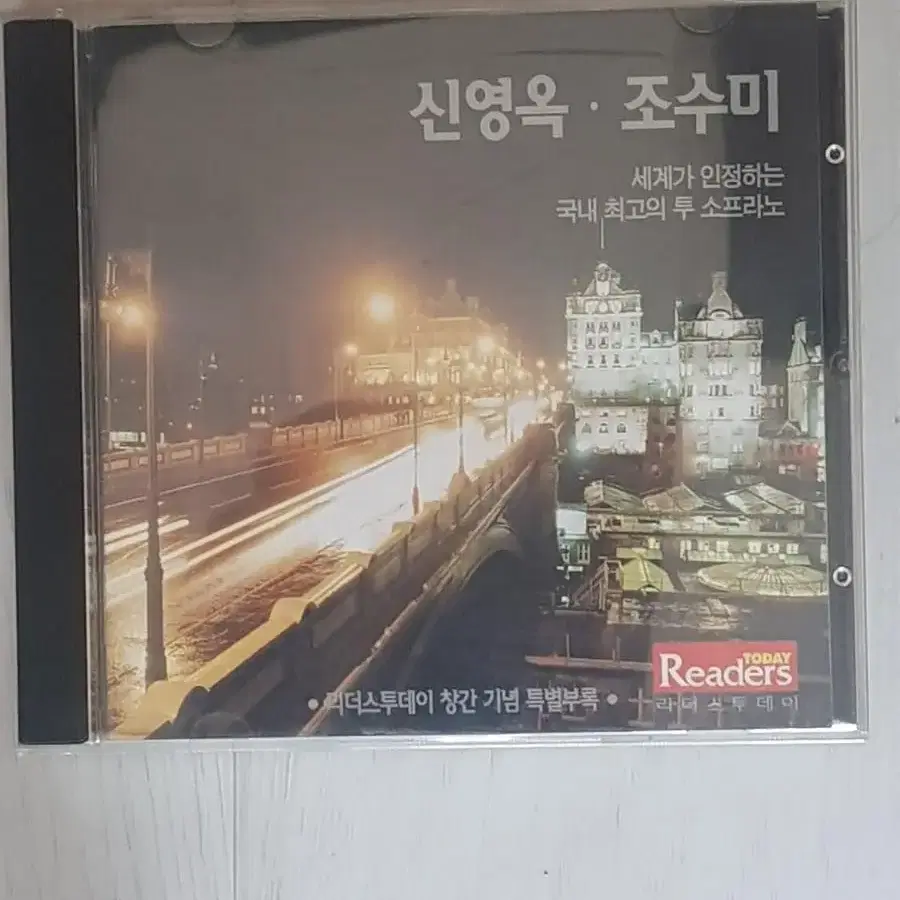 신영옥 · 조수미
세계가 인정하는
국내 최고의 투 소프라노
TODAY
Readers
• 리더스투데이 창간 기념 특별부록 •
리더스투데이